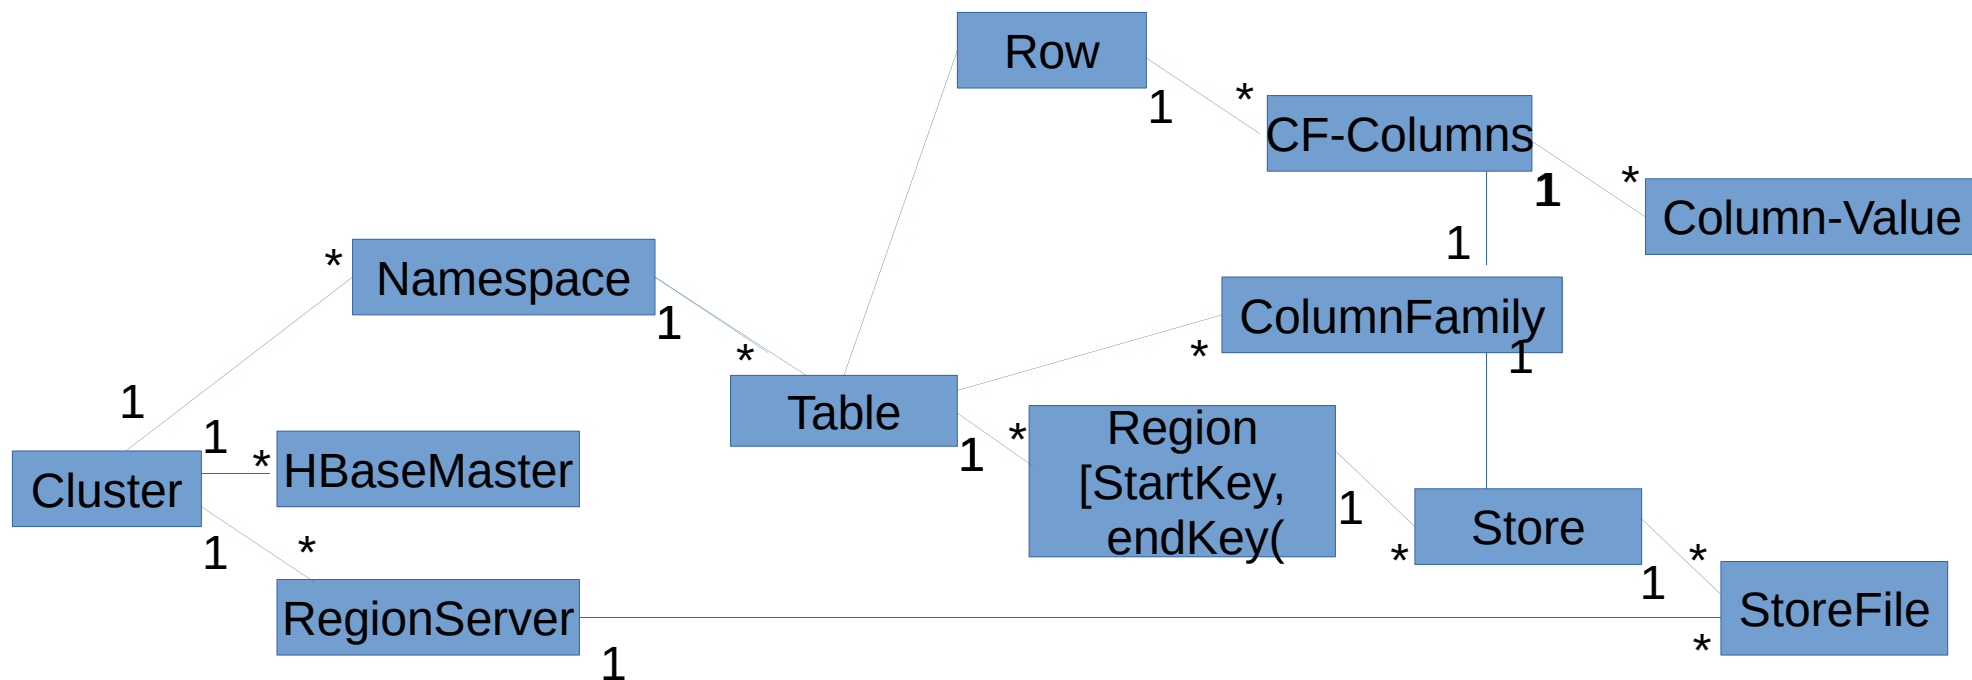 Row
1
*
CF-Columns
1
*
Column-Value
1
*
Namespace
1
*
ColumnFamily
1
*
Table
1
*
Region
[StartKey,
endKey(
1
*
Store
1
*
StoreFile
1
1
*
HBaseMaster
Cluster
1
*
RegionServer
1
*